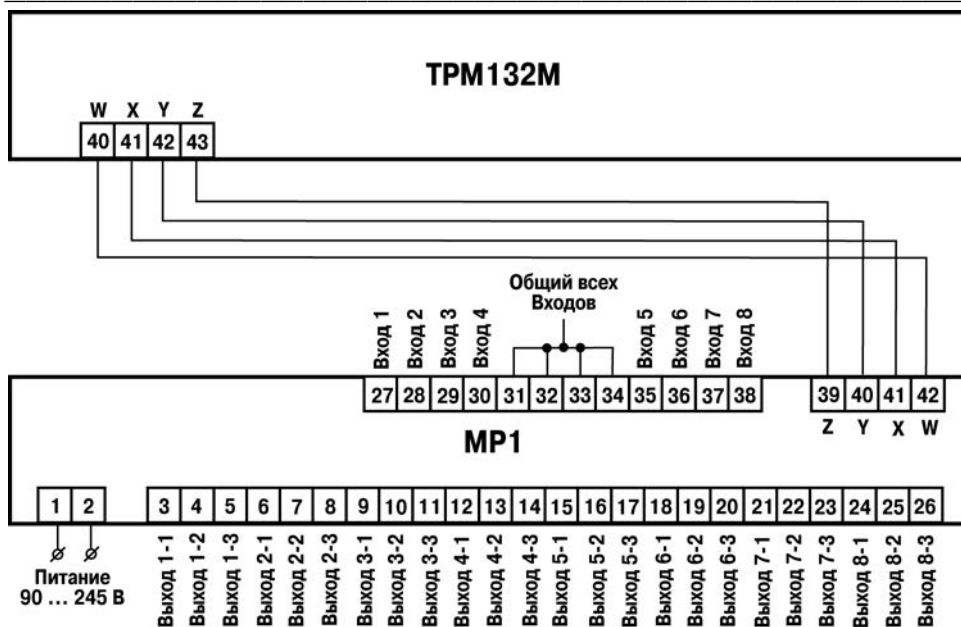 ТРМ132М
W X Y Z
40 41 42 43
Общий всех
Входов
Вход 1
Вход 2
Вход 3
Вход 4
Вход 5
Вход 6
Вход 7
Вход 8
27 28 29 30 31 32 33 34 35 36 37 38
39 40 41 42
Z Y X W
МР1
1 2
3 4 5 6 7 8 9 10 11 12 13 14 15 16 17 18 19 20 21 22 23 24 25 26
Питание
90 ... 245 В
Выход 1-1
Выход 1-2
Выход 1-3
Выход 2-1
Выход 2-2
Выход 2-3
Выход 3-1
Выход 3-2
Выход 3-3
Выход 4-1
Выход 4-2
Выход 4-3
Выход 5-1
Выход 5-2
Выход 5-3
Выход 6-1
Выход 6-2
Выход 6-3
Выход 7-1
Выход 7-2
Выход 7-3
Выход 8-1
Выход 8-2
Выход 8-3